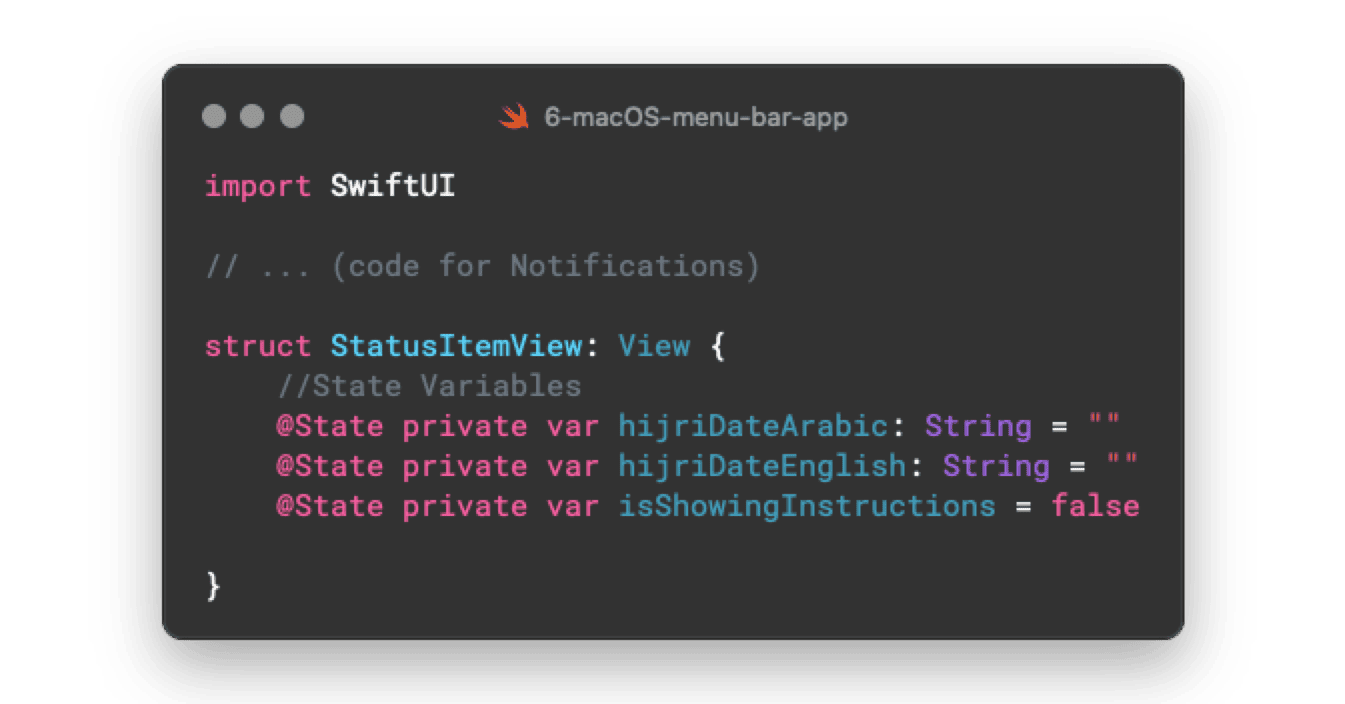 6-macOS-menu-bar-app
import SwiftUI
// ... (code for Notifications)
struct StatusItemView: View {
    //State Variables
    @State private var hijriDateArabic: String = ""
    @State private var hijriDateEnglish: String = ""
    @State private var isShowingInstructions = false
}